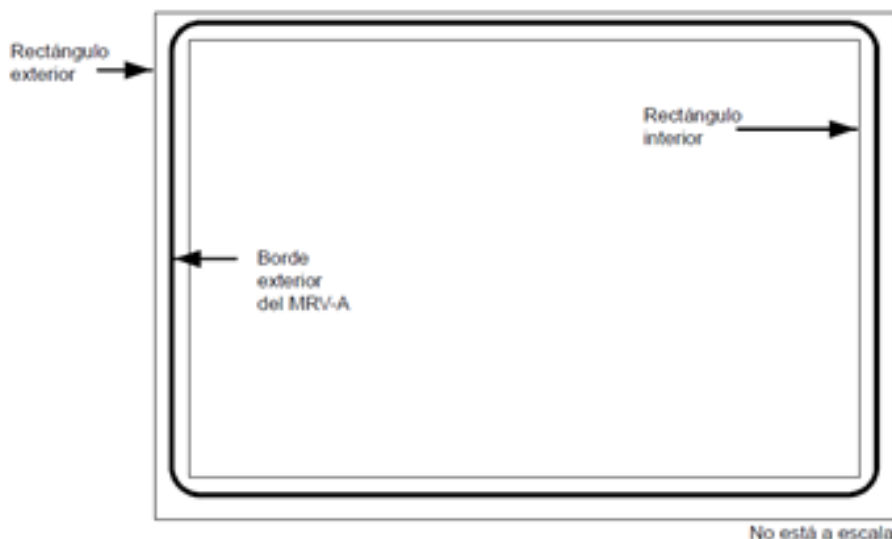 Rectángulo
exterior
Rectángulo
interior
Borde
exterior
del MRV-A
No está a escala